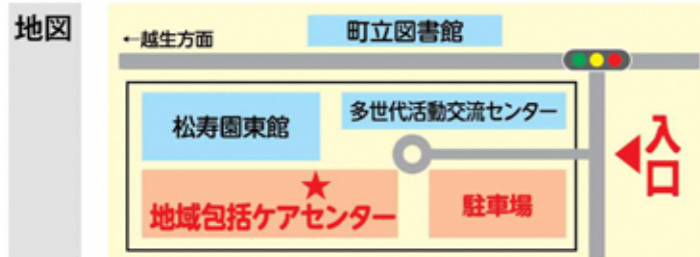 地図
←越生方面
町立図書館
松寿園東館
多世代活動交流センター
入口
★
地域包括ケアセンター
駐車場